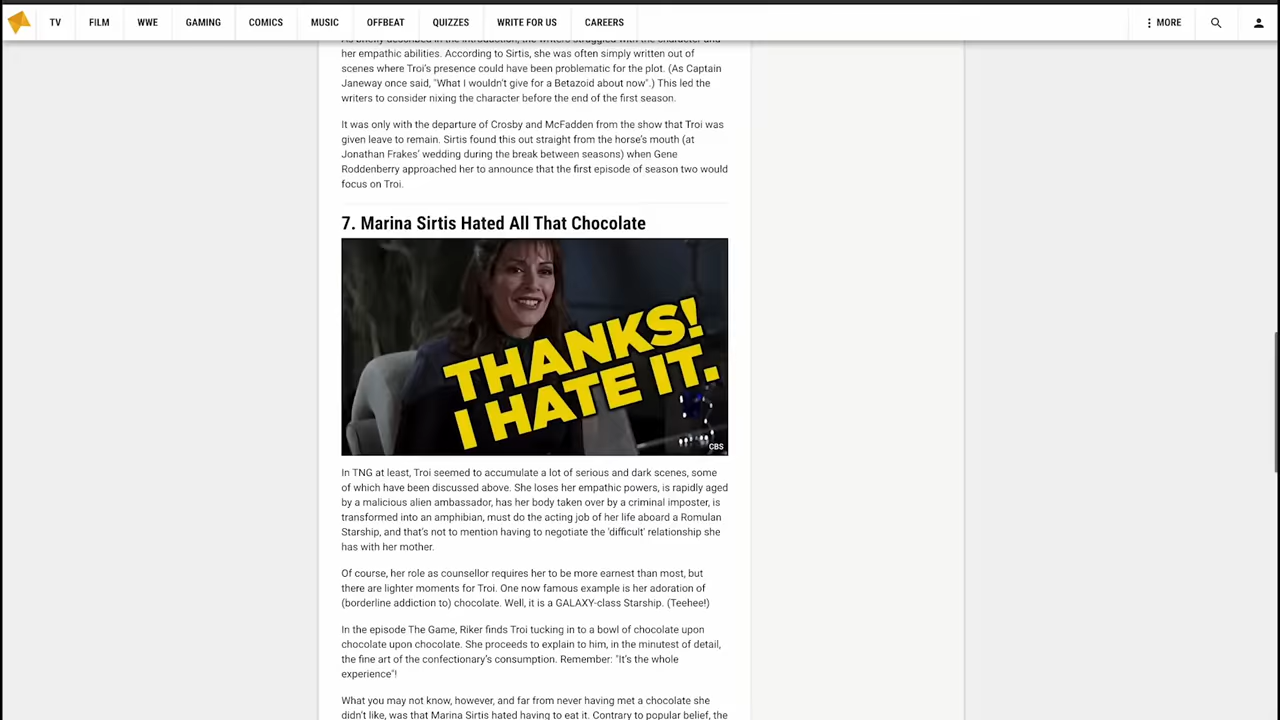 TV FILM WWE GAMING COMICS MUSIC OFFBEAT QUIZZES WRITE FOR US CAREERS MORE
As briefly described in the introduction, the writers struggled with the character and
her empathic abilities. According to Sirtis, she was often simply written out of
scenes where Troi's presence could have been problematic for the plot. (As Captain
Janeway once said, "What I wouldn't give for a Betazoid about now".) This led the
writers to consider nixing the character before the end of the first season.
It was only with the departure of Crosby and McFadden from the show that Troi was
given leave to remain. Sirtis found this out straight from the horse's mouth (at
Jonathan Frakes' wedding during the break between seasons) when Gene
Roddenberry approached her to announce that the first episode of season two would
focus on Troi.
7. Marina Sirtis Hated All That Chocolate
THANKS!
I HATE IT.
CBS
In TNG at least, Troi seemed to accumulate a lot of serious and dark scenes, some
of which have been discussed above. She loses her empathic powers, is rapidly aged
by a malicious alien ambassador, has her body taken over by a criminal imposter, is
transformed into an amphibian, must do the acting job of her life aboard a Romulan
Starship, and that's not to mention having to negotiate the 'difficult' relationship she
has with her mother.
Of course, her role as counsellor requires her to be more earnest than most, but
there are lighter moments for Troi. One now famous example is her adoration of
(borderline addiction to) chocolate. Well, it is a GALAXY-class Starship. (Teehee!)
In the episode The Game, Riker finds Troi tucking in to a bowl of chocolate upon
chocolate upon chocolate. She proceeds to explain to him, in the minutest of detail,
the fine art of the confectionary's consumption. Remember: "It's the whole
experience"!
What you may not know, however, and far from never having met a chocolate she
didn't like, was that Marina Sirtis hated having to eat it. Contrary to popular belief, the